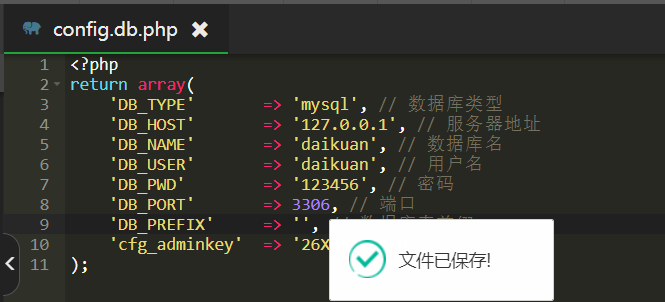 config.db.php ✖
1 <?php
2 return array(
3 'DB_TYPE' => 'mysql', // 数据库类型
4 'DB_HOST' => '127.0.0.1', // 服务器地址
5 'DB_NAME' => 'daikuan', // 数据库名
6 'DB_USER' => 'daikuan', // 用户名
7 'DB_PWD' => '123456', // 密码
8 'DB_PORT' => 3306, // 端口
9 'DB_PREFIX' => '', //
10 'cfg_adminkey' => '26X
11 );
文件已保存!